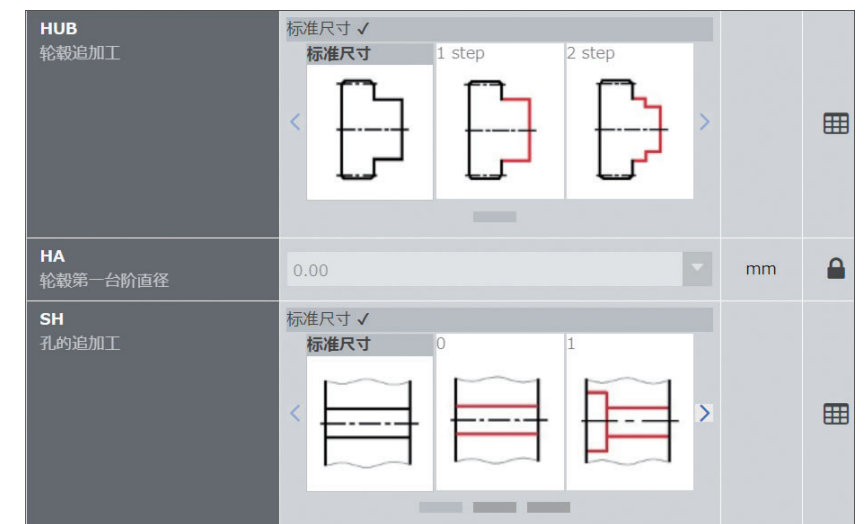 HUB
轮毂追加工
标准尺寸 ✓
标准尺寸
1 step
2 step
HA
轮毂第一台阶直径
0.00
mm
SH
孔的追加工
标准尺寸 ✓
标准尺寸
0
1